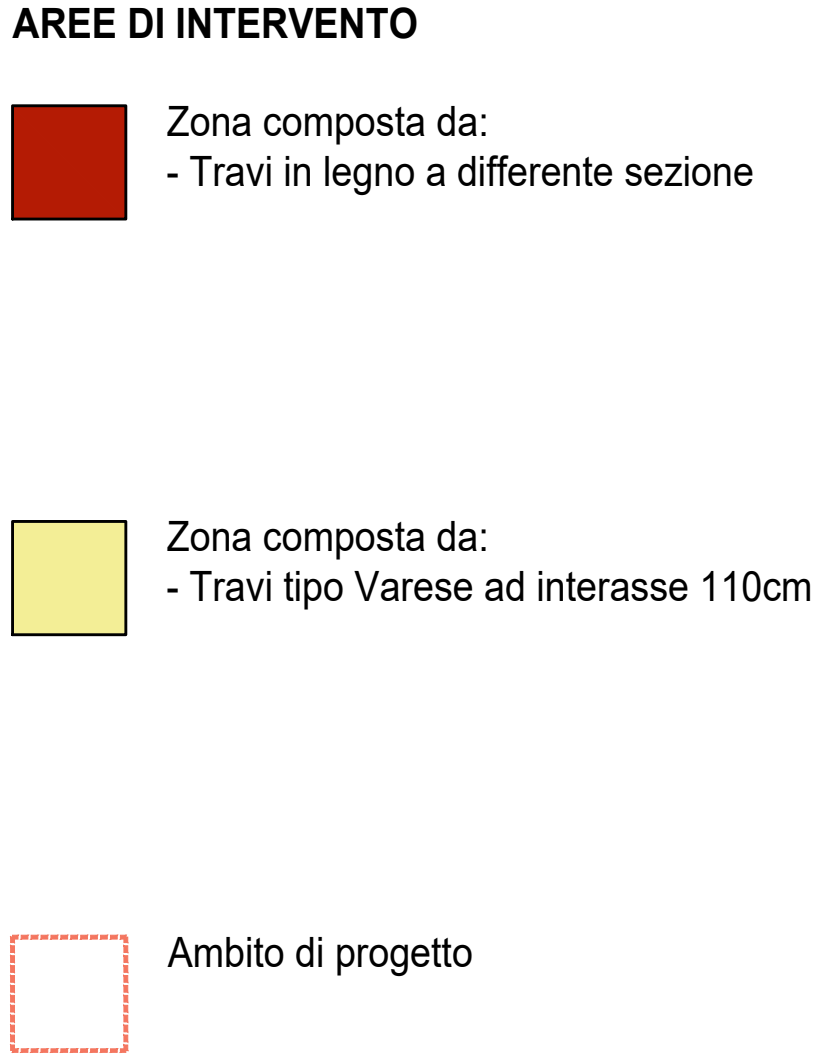 AREE DI INTERVENTO
Zona composta da:
- Travi in legno a differente sezione
Zona composta da:
- Travi tipo Varese ad interasse 110cm
Ambito di progetto